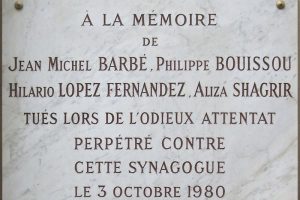 À LA MÉMOIRE
DE
JEAN MICHEL BARBÉ, PHILIPPE BOUISSOU
HILARIO LOPEZ FERNANDEZ, ALIZA SHAGRIR
TUÉS LORS DE L'ODIEUX ATTENTAT
PERPÉTRÉ CONTRE
CETTE SYNAGOGUE
LE 3 OCTOBRE 1980